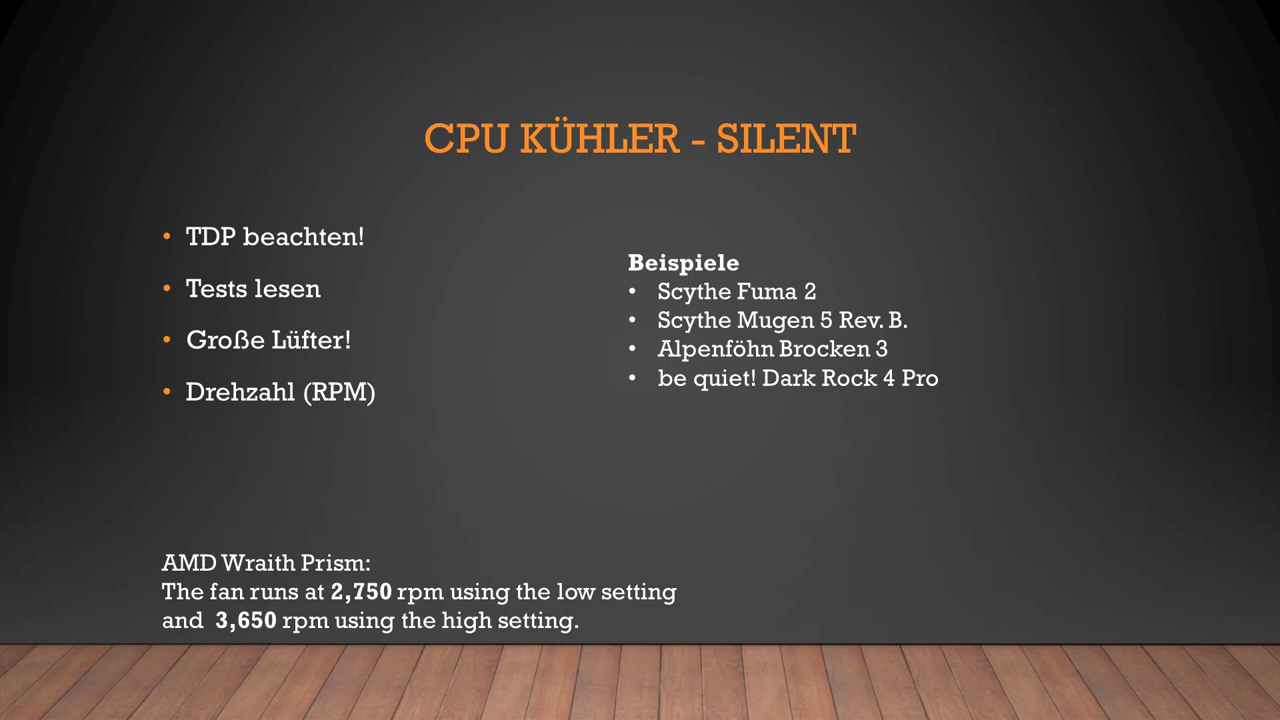 CPU KÜHLER - SILENT
• TDP beachten!
• Tests lesen
• Große Lüfter!
• Drehzahl (RPM)
Beispiele
• Scythe Fuma 2
• Scythe Mugen 5 Rev. B.
• Alpenföhn Brocken 3
• be quiet! Dark Rock 4 Pro
AMD Wraith Prism:
The fan runs at 2,750 rpm using the low setting
and 3,650 rpm using the high setting.